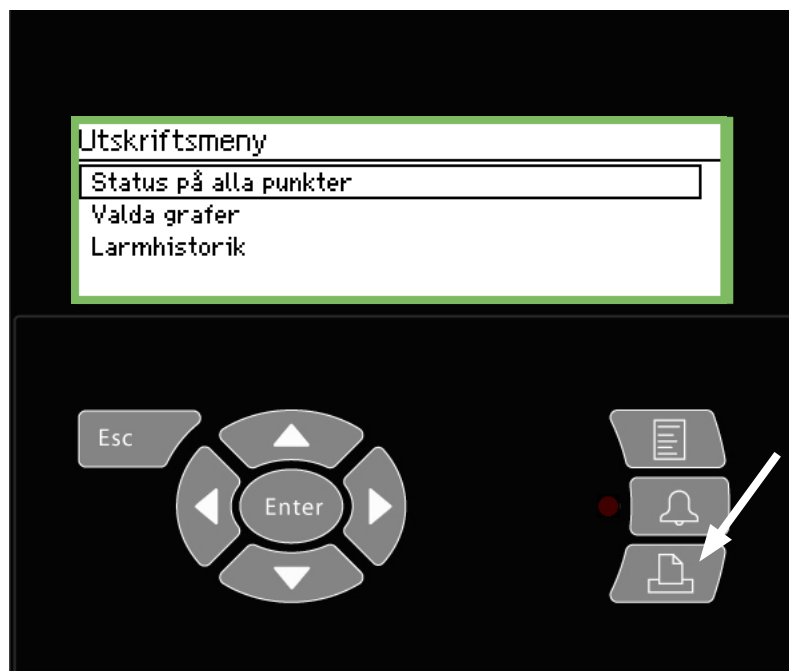 Utskriftsmeny
Status på alla punkter
Valda grafer
Larmhistorik
Esc
Enter